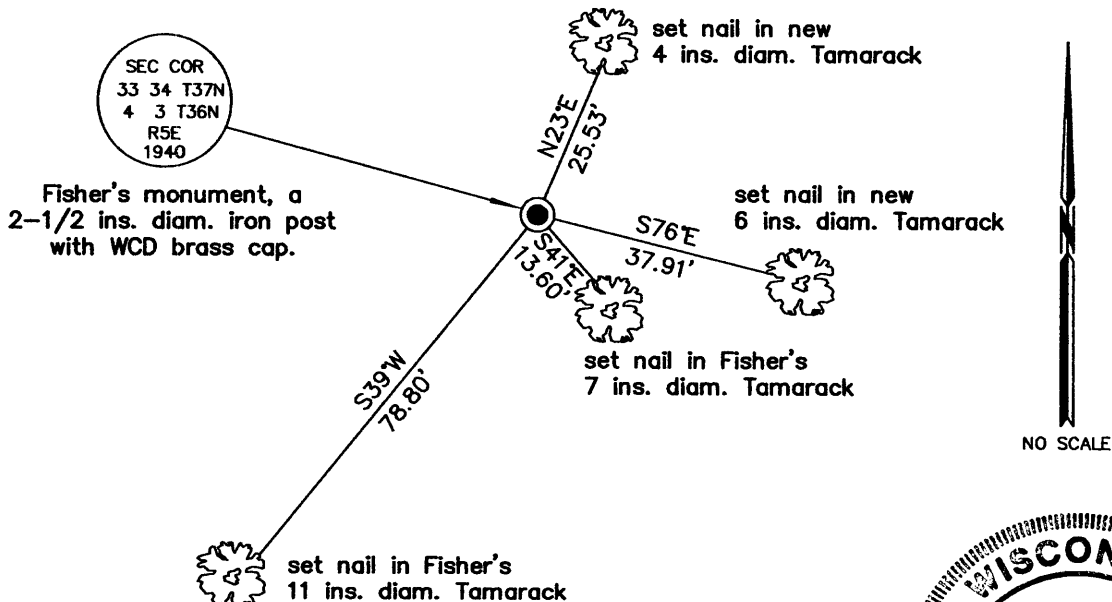 SEC COR
33 34 T37N
4 3 T36N
R5E
1940
Fisher's monument, a
2-1/2 ins. diam. iron post
with WCD brass cap.
set nail in new
4 ins. diam. Tamarack
N23°E
25.53'
set nail in new
6 ins. diam. Tamarack
S76°E
37.91'
S41°E
13.60'
set nail in Fisher's
7 ins. diam. Tamarack
S39°W
78.80'
set nail in Fisher's
11 ins. diam. Tamarack
N
NO SCALE
WISCON